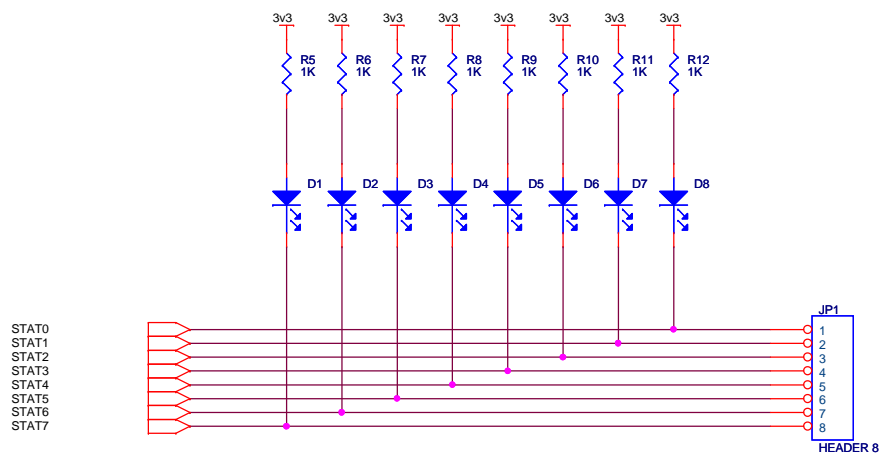 3v3 3v3 3v3 3v3 3v3 3v3 3v3 3v3
R5 R6 R7 R8 R9 R10 R11 R12
1K 1K 1K 1K 1K 1K 1K 1K
D1 D2 D3 D4 D5 D6 D7 D8
JP1
STAT0 1
STAT1 2
STAT2 3
STAT3 4
STAT4 5
STAT5 6
STAT6 7
STAT7 8
HEADER 8